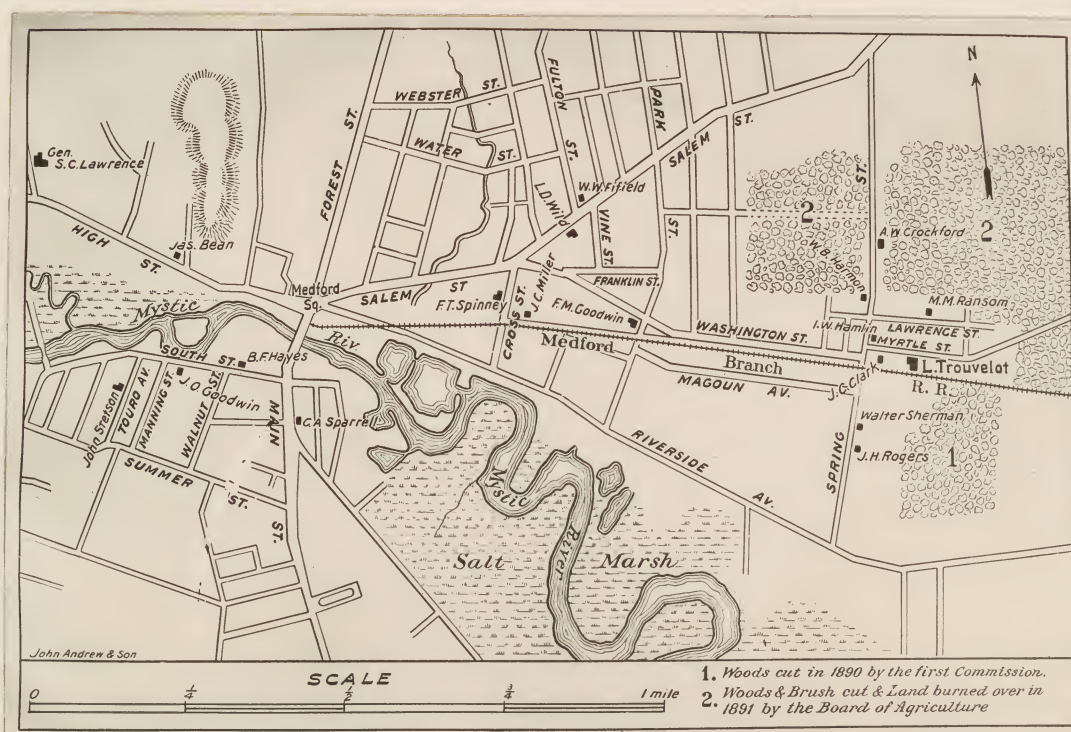 N
WEBSTER ST.
FULTON ST.
PARK ST.
SALEM ST.
WATER ST.
FOREST ST.
Gen.
S.C. Lawrence
HIGH ST.
Jas. Bean
L.D. Wild
W.W. Fifield
VINE ST.
ST.
2
2
A.W. Crockford
W.B. Harmon
M.M. Ransom
Medford
Sq.
SALEM ST
F.T. Spinney
CROSS ST.
J.C. Miller
FRANKLIN ST.
F.M. Goodwin
WASHINGTON ST.
I.W. Hamlin
LAWRENCE ST.
MYRTLE ST.
Mystic Riv
Medford Branch R. R.
L. Trouvelot
J.G. Clark
MAGOUN AV.
SOUTH ST.
B.F. Hayes
J.O. Goodwin
John Stetson
TOURO AV.
MANNING ST.
WALNUT ST.
MAIN ST.
C.A. Sparrell
SUMMER ST.
RIVERSIDE AV.
SPRING
Walter Sherman
J.H. Rogers
1
Mystic River
Salt Marsh
John Andrew & Son
SCALE
0 ¼ ½ ¾ 1 mile
1. Woods cut in 1890 by the first Commission.
2. Woods & Brush cut & Land burned over in
1891 by the Board of Agriculture